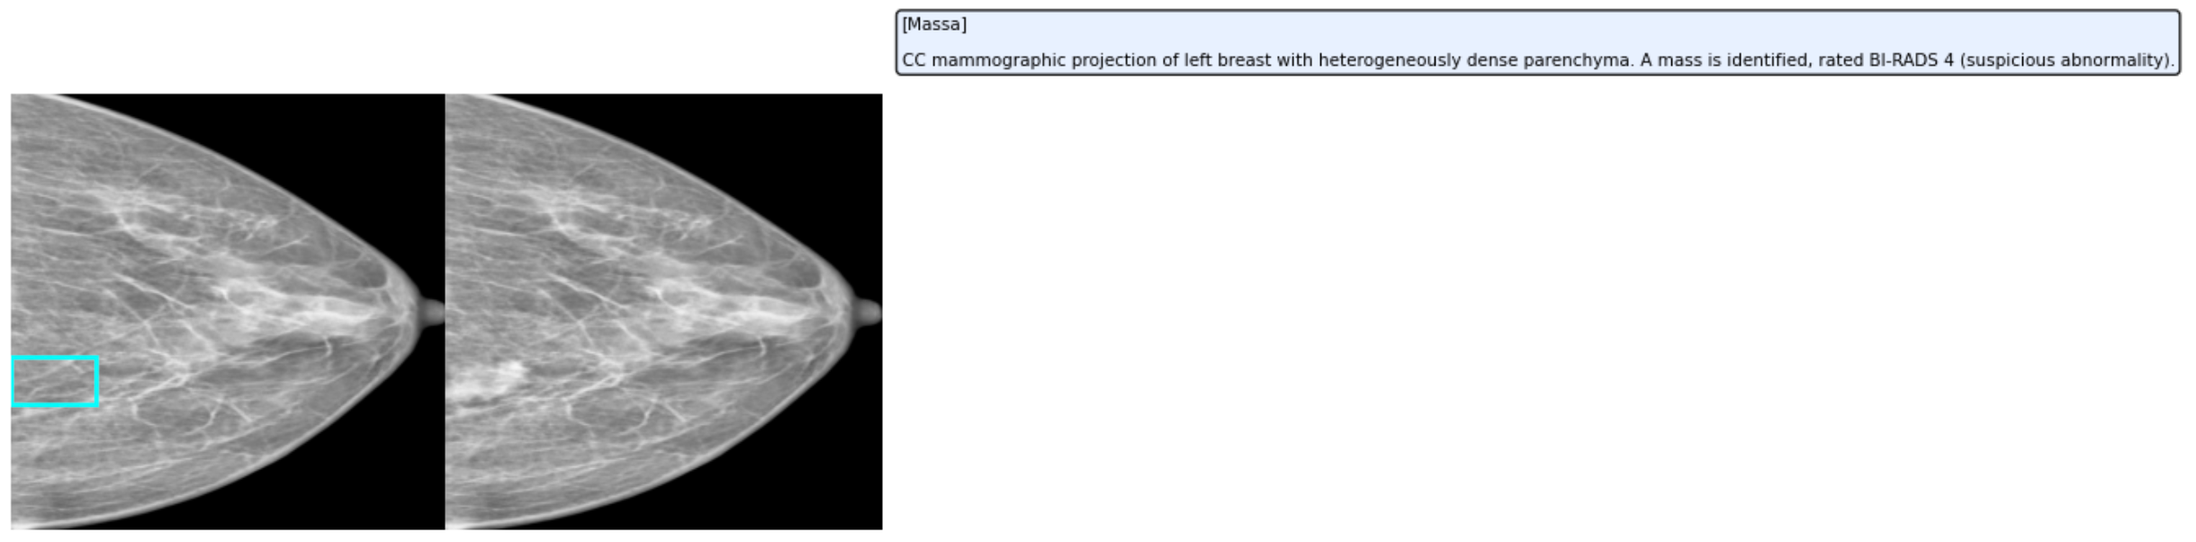 [Massa]
CC mammographic projection of left breast with heterogeneously dense parenchyma. A mass is identified, rated BI-RADS 4 (suspicious abnormality).